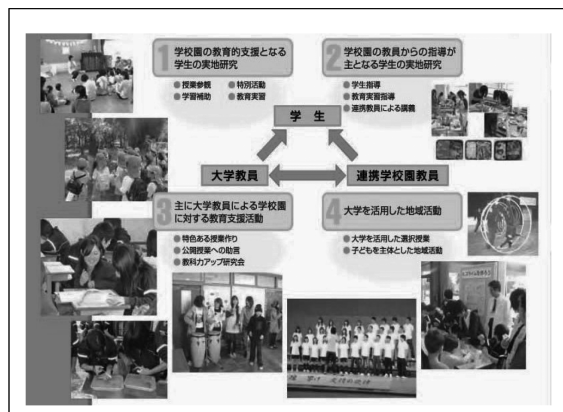 1 学校園の教育的支援となる
学生の実地研究
● 授業参観 ● 特別活動
● 学習補助 ● 教育実習
2 学校園の教員からの指導が
主となる学生の実地研究
● 学生指導
● 教育実習指導
● 連携教員による講義
学 生
大学教員
連携学校園教員
3 主に大学教員による学校園
に対する教育支援活動
● 特色ある授業作り
● 公開授業への助言
● 教科力アップ研究会
4 大学を活用した地域活動
● 大学を活用した選択授業
● 子どもを主体とした地域活動